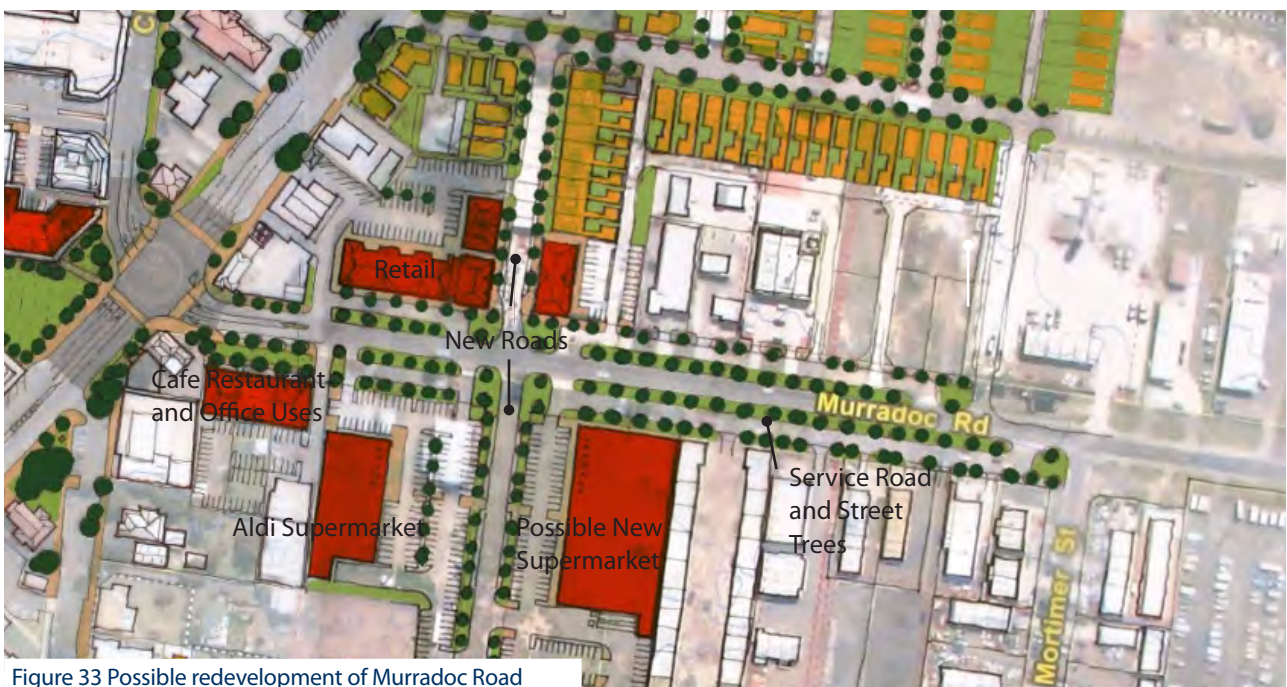 Retail
New Roads
Cafe Restaurant
and Office Uses
Murradoc Rd
Service Road
and Street
Trees
Aldi Supermarket
Possible New
Supermarket
Mortimer St
Figure 33 Possible redevelopment of Murradoc Road